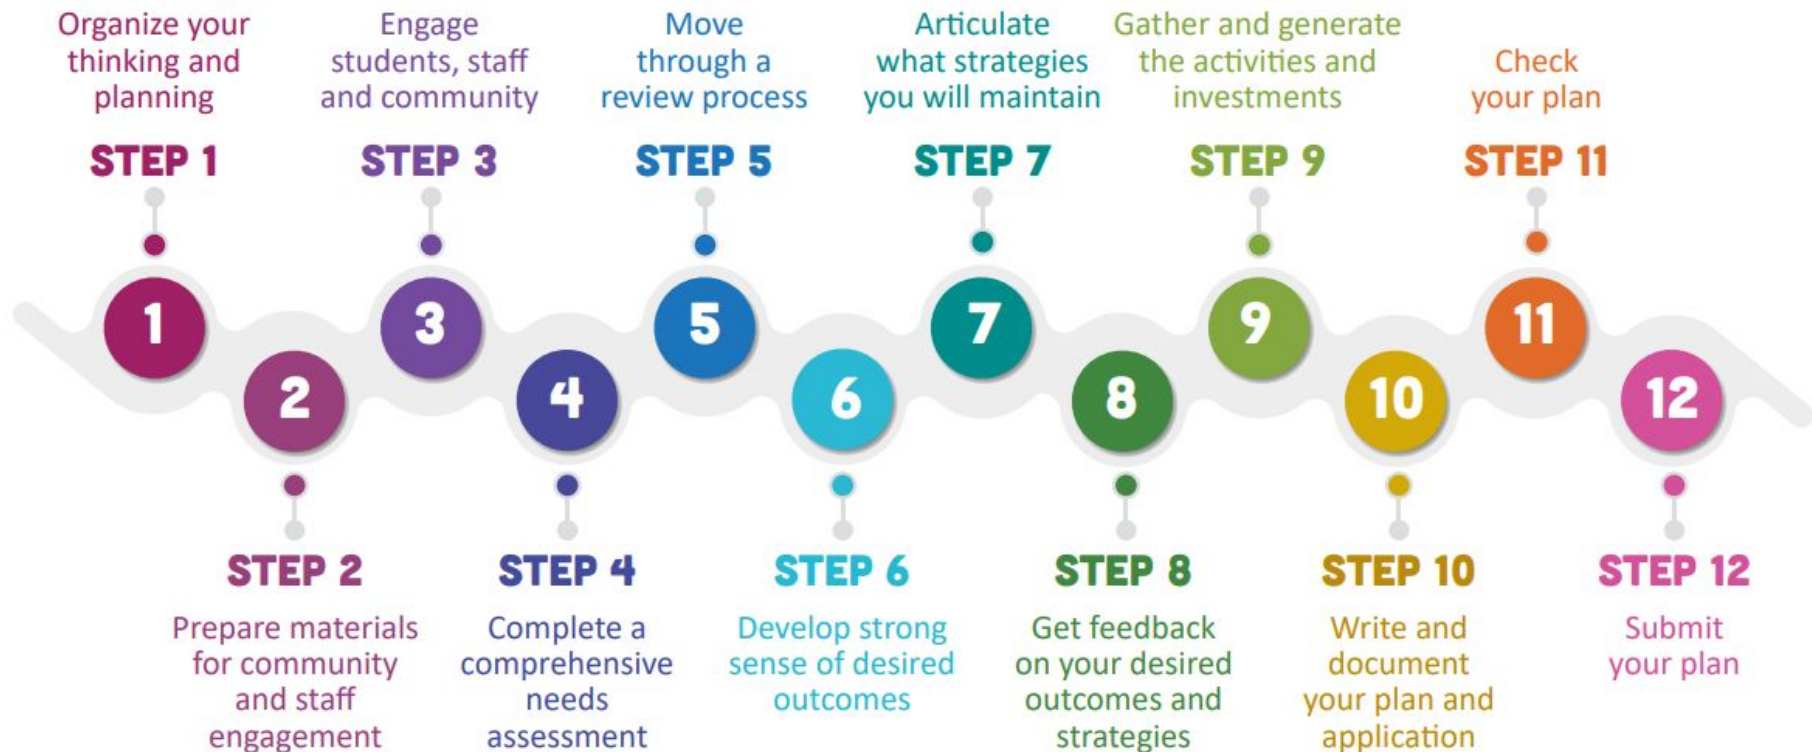 Organize your
thinking and
planning
STEP 1
1
2
STEP 2
Prepare materials
for community
and staff
engagement
Engage
students, staff
and community
STEP 3
3
4
STEP 4
Complete a
comprehensive
needs
assessment
Move
through a
review process
STEP 5
5
6
STEP 6
Develop strong
sense of desired
outcomes
Articulate
what strategies
you will maintain
STEP 7
7
8
STEP 8
Get feedback
on your desired
outcomes and
strategies
Gather and generate
the activities and
investments
STEP 9
9
10
STEP 10
Write and
document
your plan and
application
Check
your plan
STEP 11
11
12
STEP 12
Submit
your plan